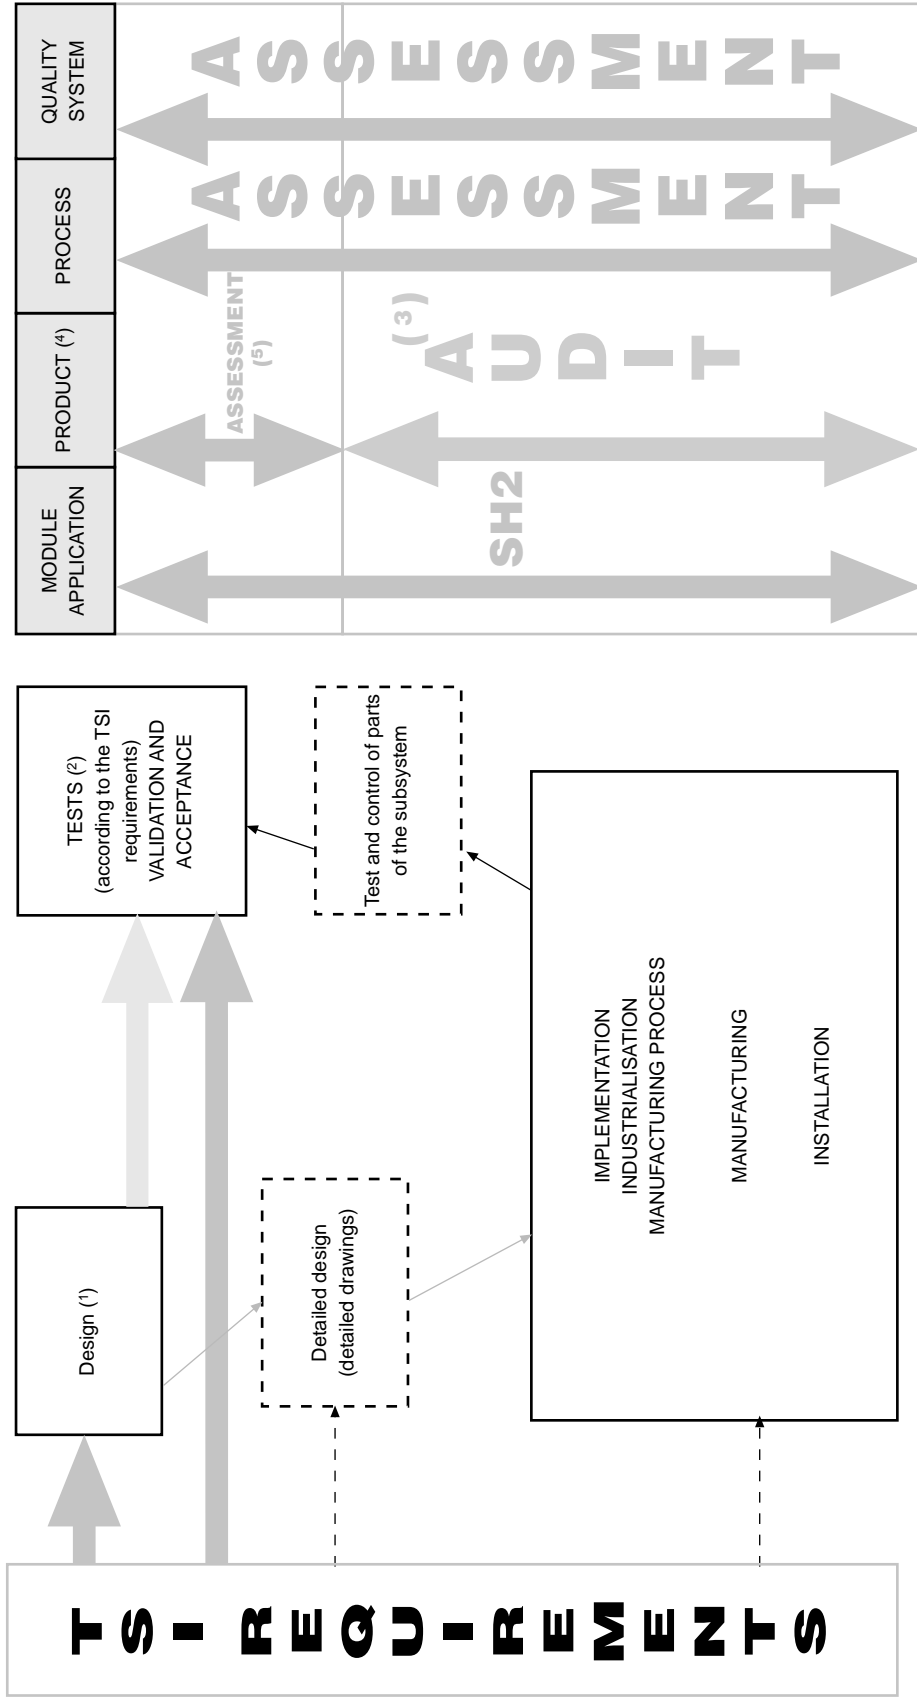 TSI REQUIREMENTS
Design (¹)
Detailed design
(detailed drawings)
IMPLEMENTATION
INDUSTRIALISATION
MANUFACTURING PROCESS
MANUFACTURING
INSTALLATION
TESTS (²)
(according to the TSI
requirements)
VALIDATION AND
ACCEPTANCE
Test and control of parts
of the subsystem
MODULE
APPLICATION
PRODUCT (⁴)
PROCESS
QUALITY
SYSTEM
SH2
ASSESSMENT
(⁵)
(3)
AUDIT
ASSESSMENT
ASSESSMENT